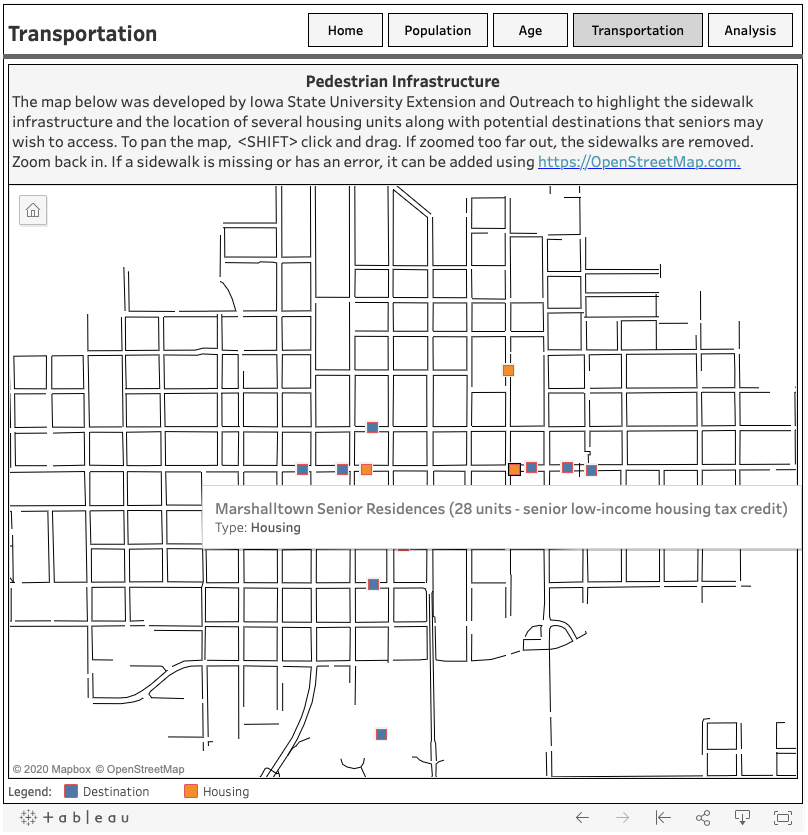 Transportation
Home
Population
Age
Transportation
Analysis
Pedestrian Infrastructure
The map below was developed by Iowa State University Extension and Outreach to highlight the sidewalk
infrastructure and the location of several housing units along with potential destinations that seniors may
wish to access. To pan the map,  <SHIFT> click and drag. If zoomed too far out, the sidewalks are removed.
Zoom back in. If a sidewalk is missing or has an error, it can be added using https://OpenStreetMap.com.
Marshalltown Senior Residences (28 units - senior low-income housing tax credit)
Type: Housing
© 2020 Mapbox © OpenStreetMap
Legend:
Destination
Housing
+ableau